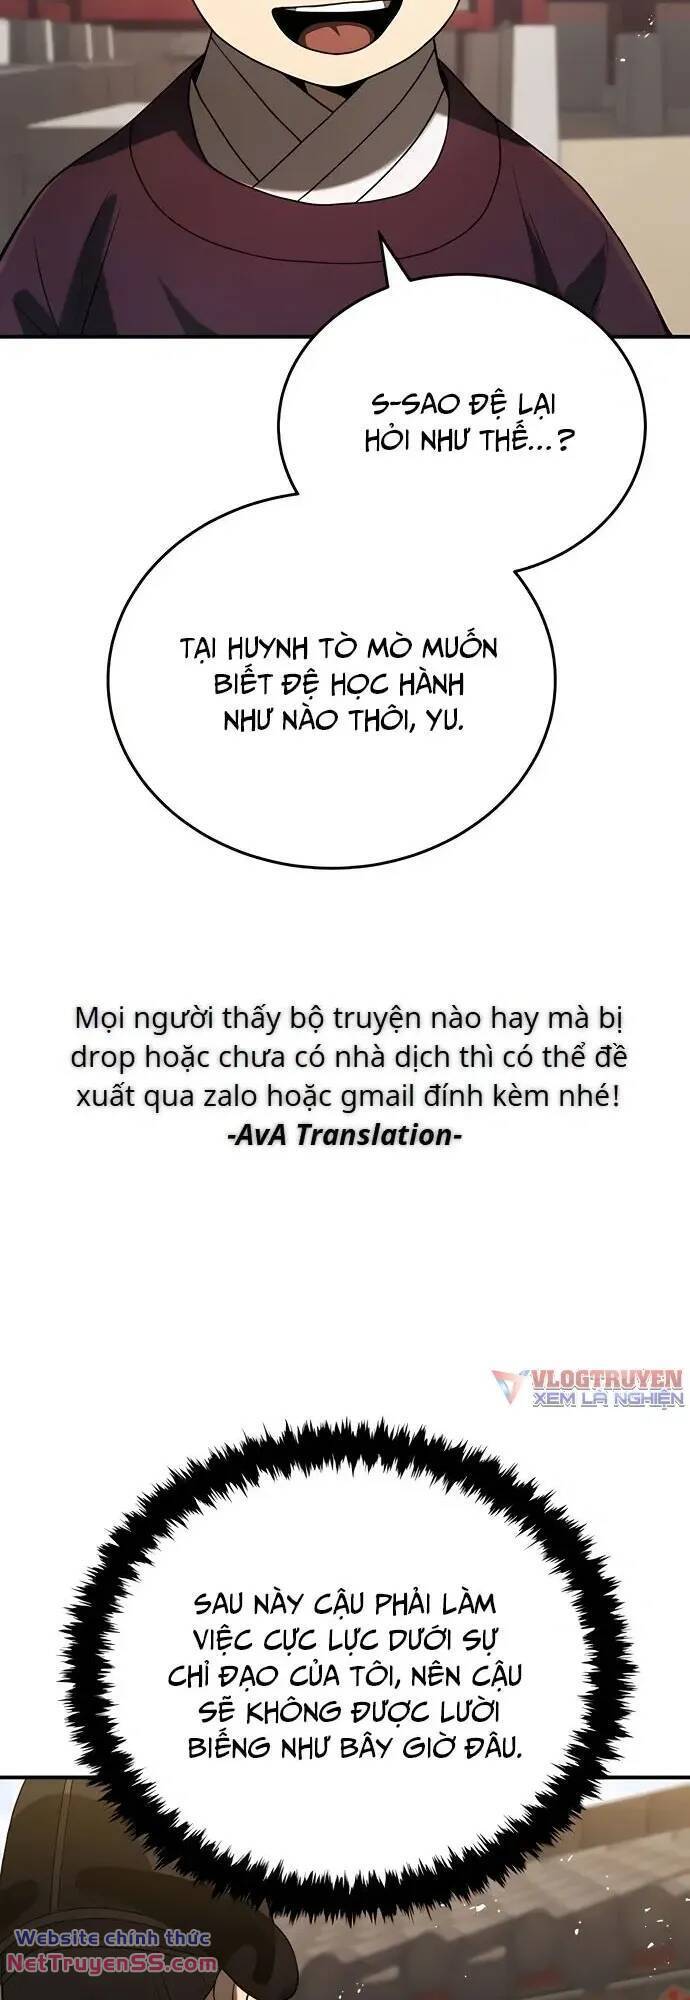 S-SAO ĐỆ LẠI
HỎI NHƯ THẾ...?
TẠI HUYNH TÒ MÒ MUỐN
BIẾT ĐỆ HỌC HÀNH
NHƯ NÀO THÔI, YU.
Mọi người thấy bộ truyện nào hay mà bị
drop hoặc chưa có nhà dịch thì có thể đề
xuất qua zalo hoặc gmail đính kèm nhé!
-AvA Translation-
VLOGTRUYEN
XEM LÀ NGHIỆN
SAU NÀY CẬU PHẢI LÀM
VIỆC CỰC LỰC DƯỚI SỰ
CHỈ ĐẠO CỦA TÔI, NÊN CẬU
SẼ KHÔNG ĐƯỢC LƯỜI
BIẾNG NHƯ BÂY GIỜ ĐÂU.
Website chính thức
NetTruyenSS.com